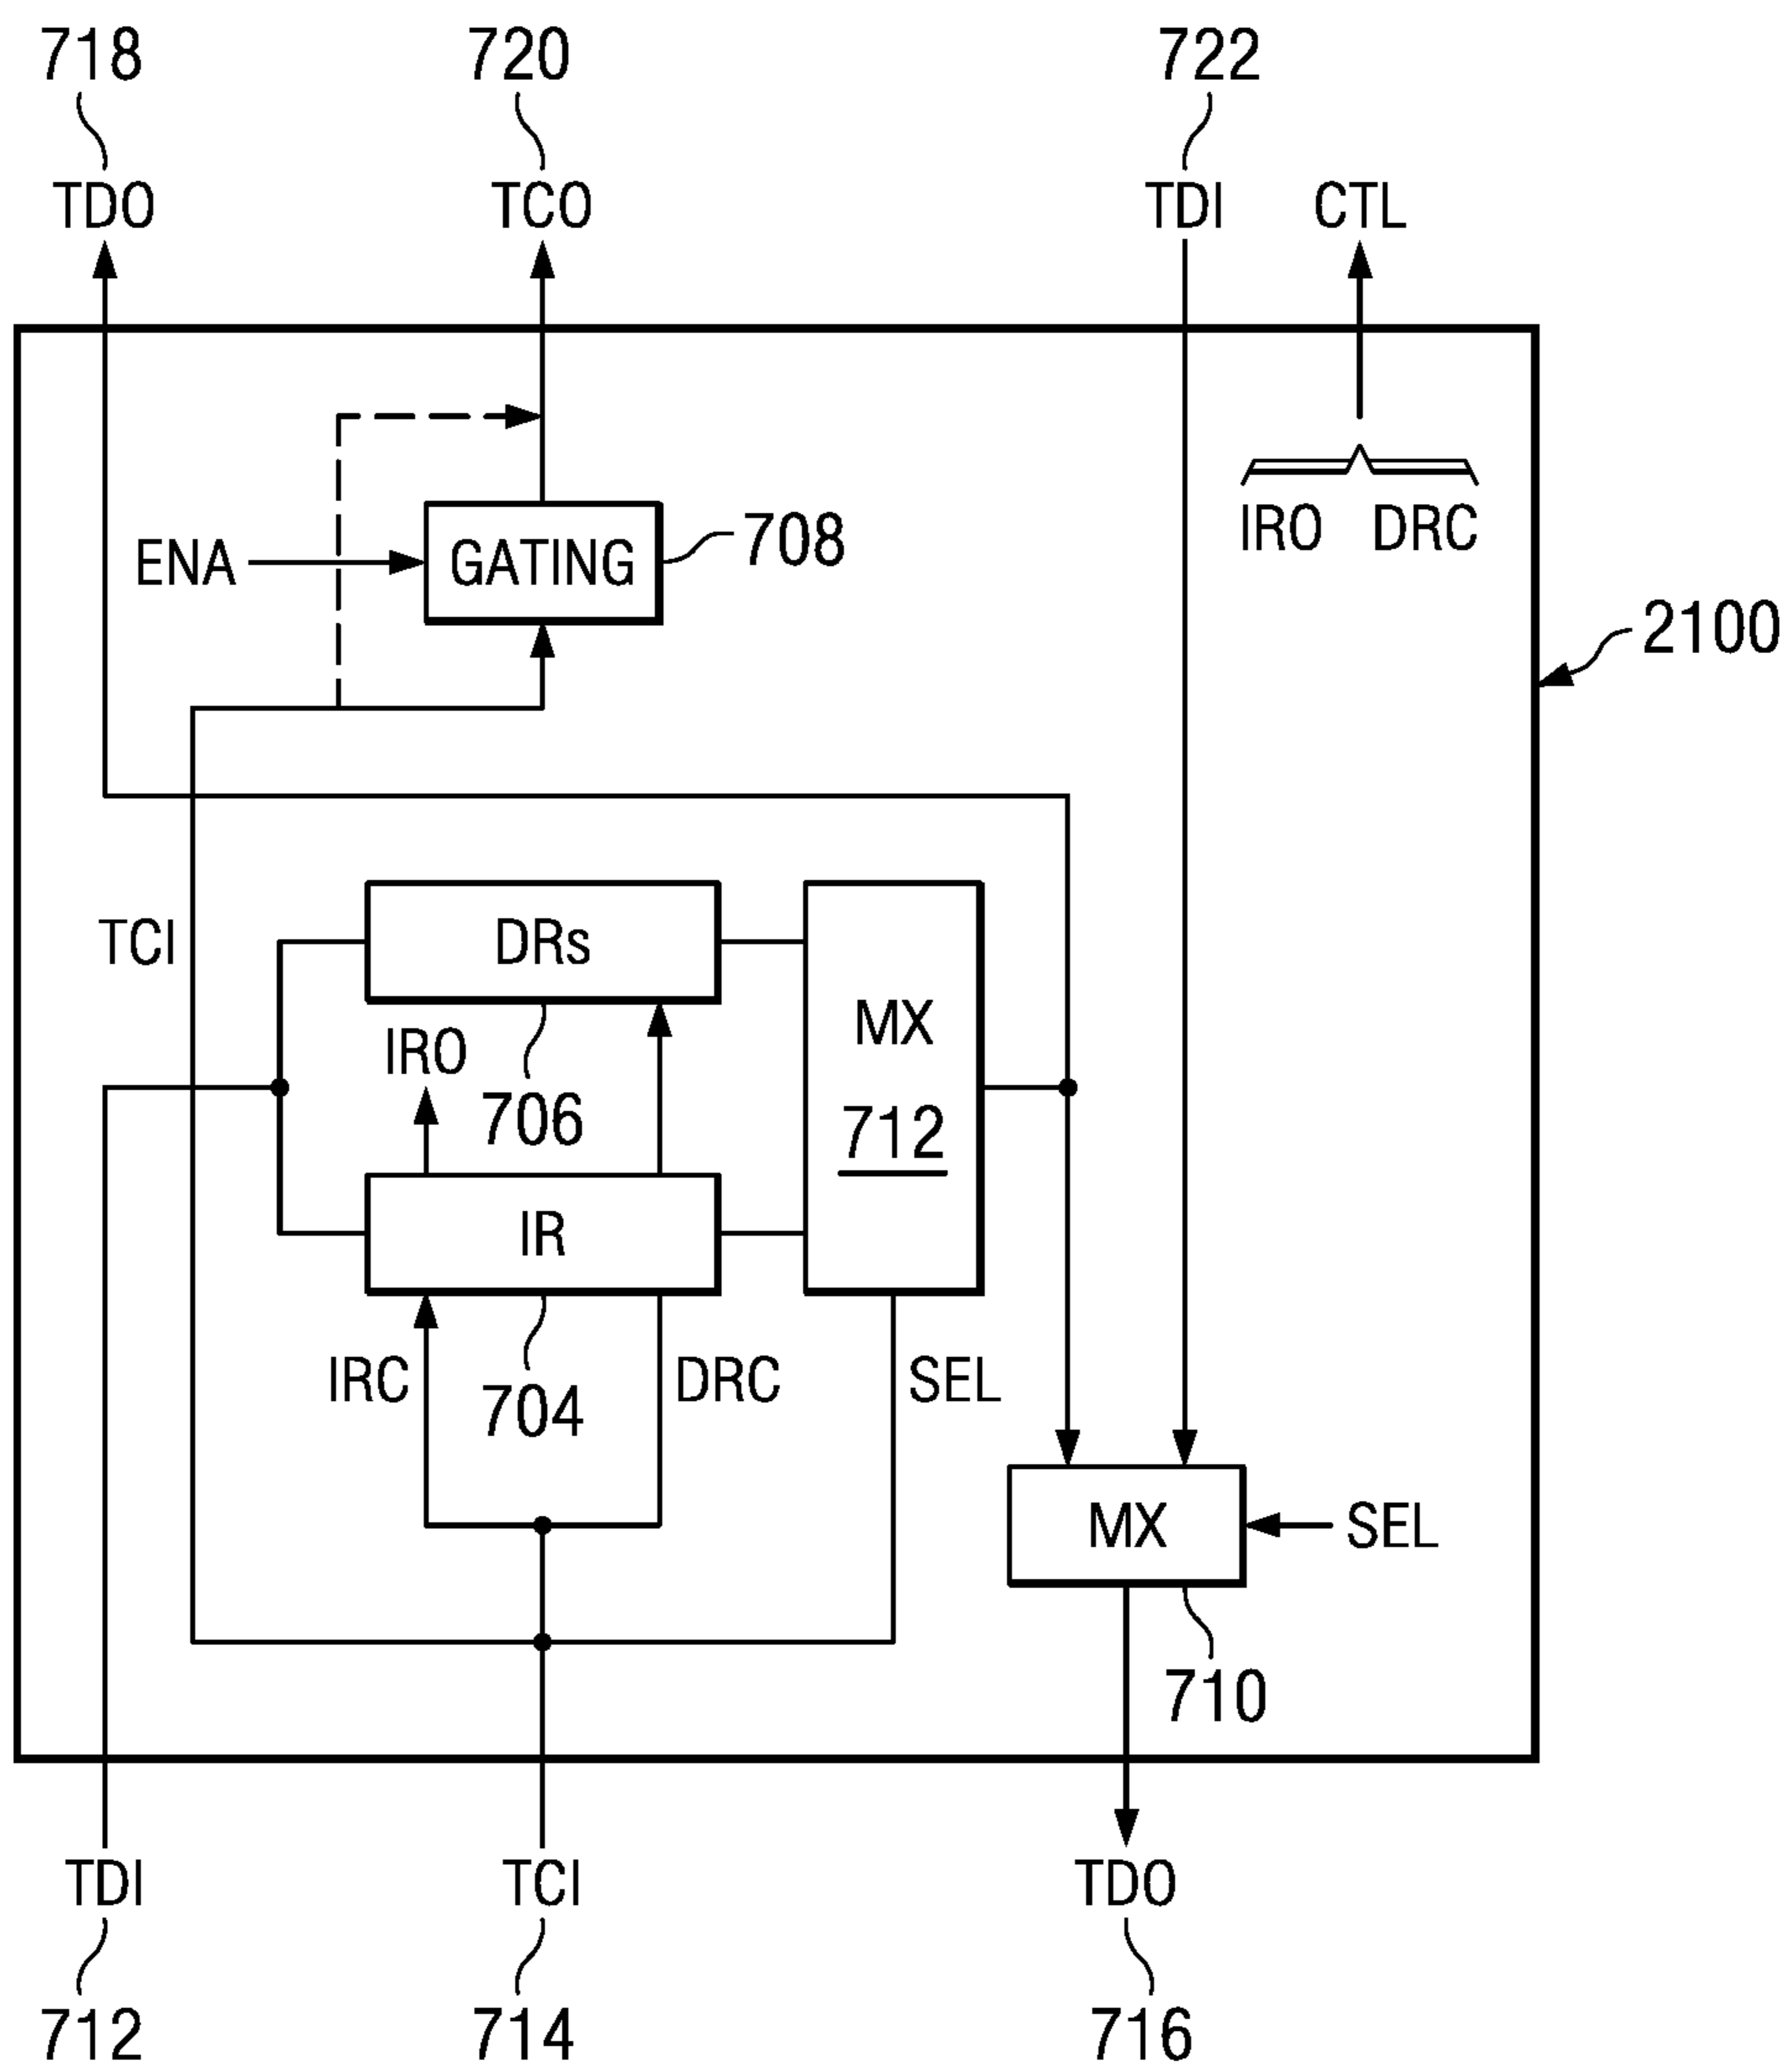 718 720 722
TDO TCO TDI CTL
IRO DRC
ENA GATING 708
2100
TCI DRs MX
IRO
706 712
IR
IRC DRC SEL
704
MX SEL
710
TDI TCI TDO
712 714 716